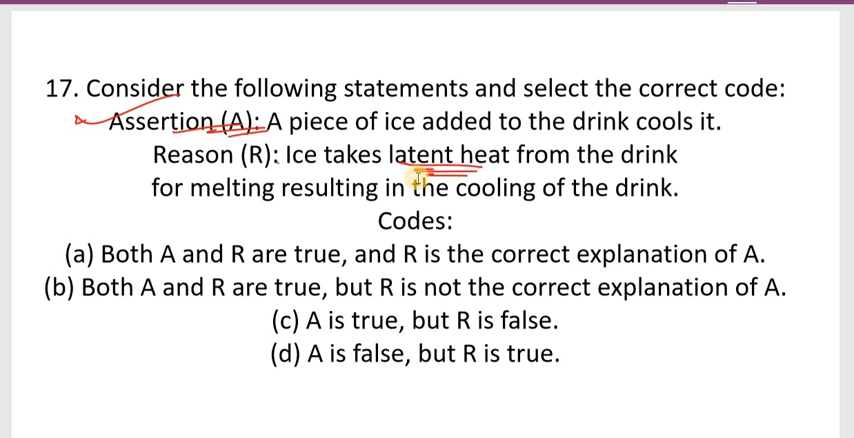 17. Consider the following statements and select the correct code:
Assertion (A): A piece of ice added to the drink cools it.
Reason (R): Ice takes latent heat from the drink
for melting resulting in the cooling of the drink.
Codes:
(a) Both A and R are true, and R is the correct explanation of A.
(b) Both A and R are true, but R is not the correct explanation of A.
(c) A is true, but R is false.
(d) A is false, but R is true.